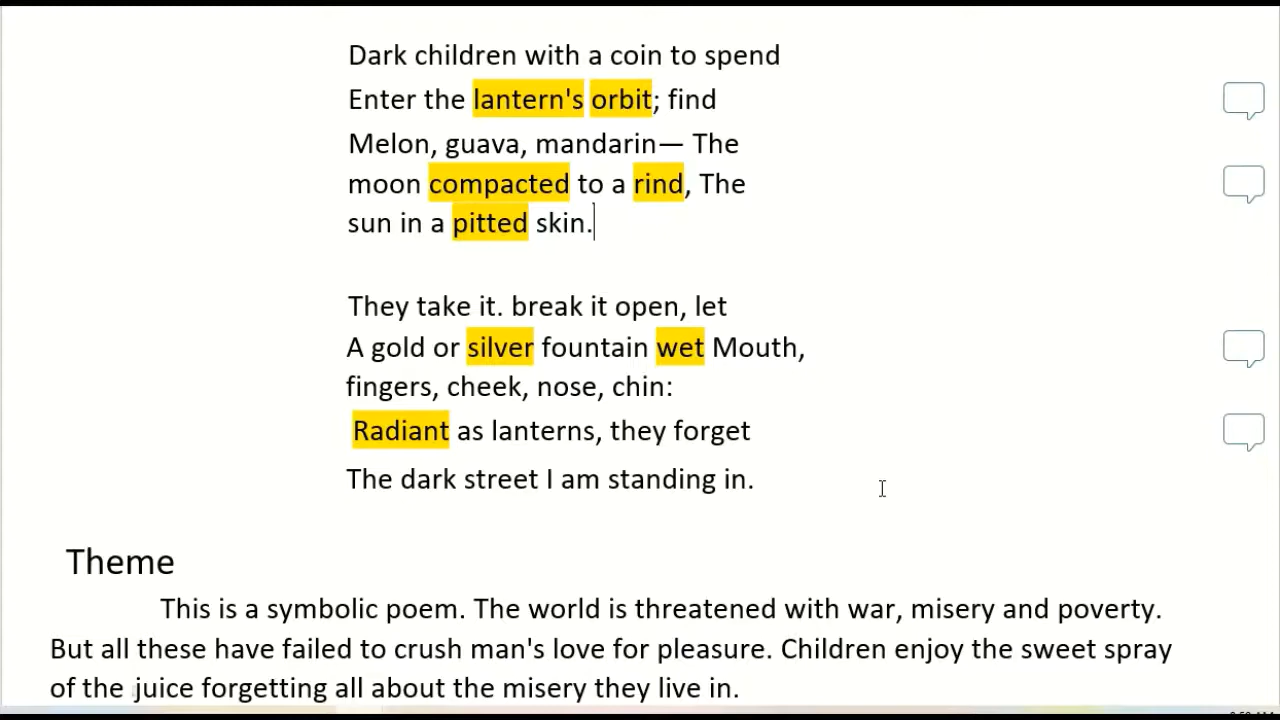 Dark children with a coin to spend
Enter the lantern's orbit; find
Melon, guava, mandarin— The
moon compacted to a rind, The
sun in a pitted skin.
They take it. break it open, let
A gold or silver fountain wet Mouth,
fingers, cheek, nose, chin:
Radiant as lanterns, they forget
The dark street I am standing in.
Theme
This is a symbolic poem. The world is threatened with war, misery and poverty.
But all these have failed to crush man's love for pleasure. Children enjoy the sweet spray
of the juice forgetting all about the misery they live in.